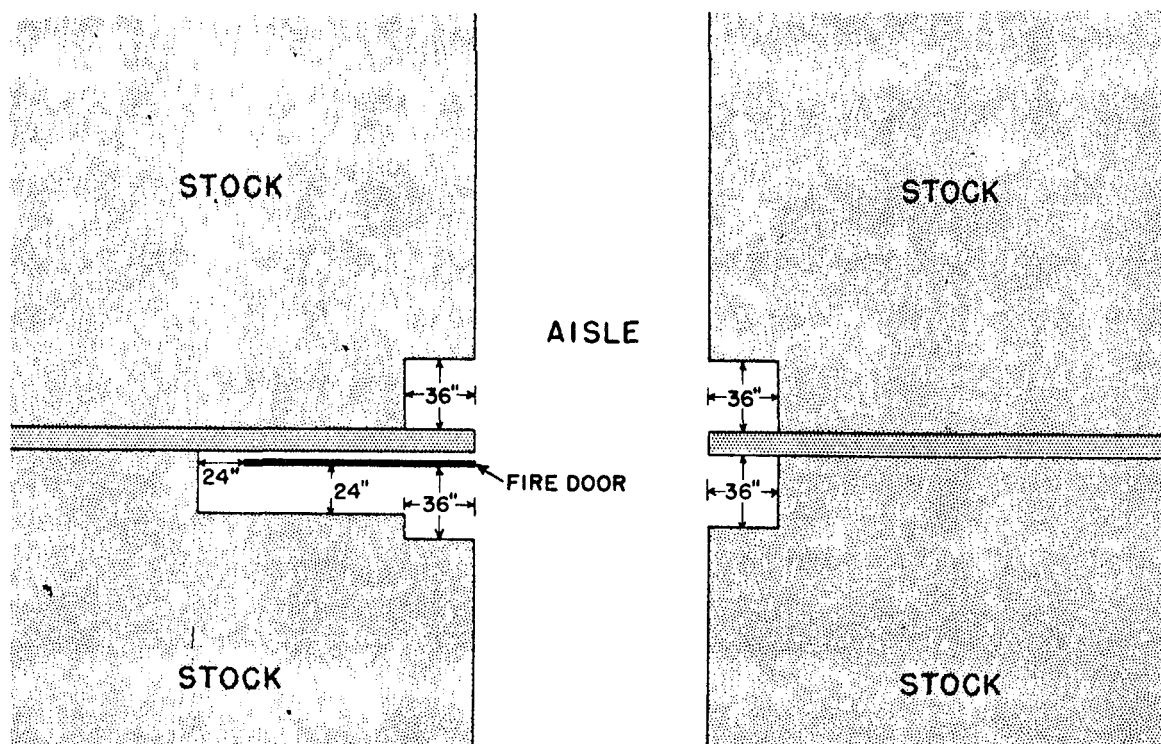 STOCK
STOCK
AISLE
36"
36"
24"
24"
36"
FIRE DOOR
36"
STOCK
STOCK